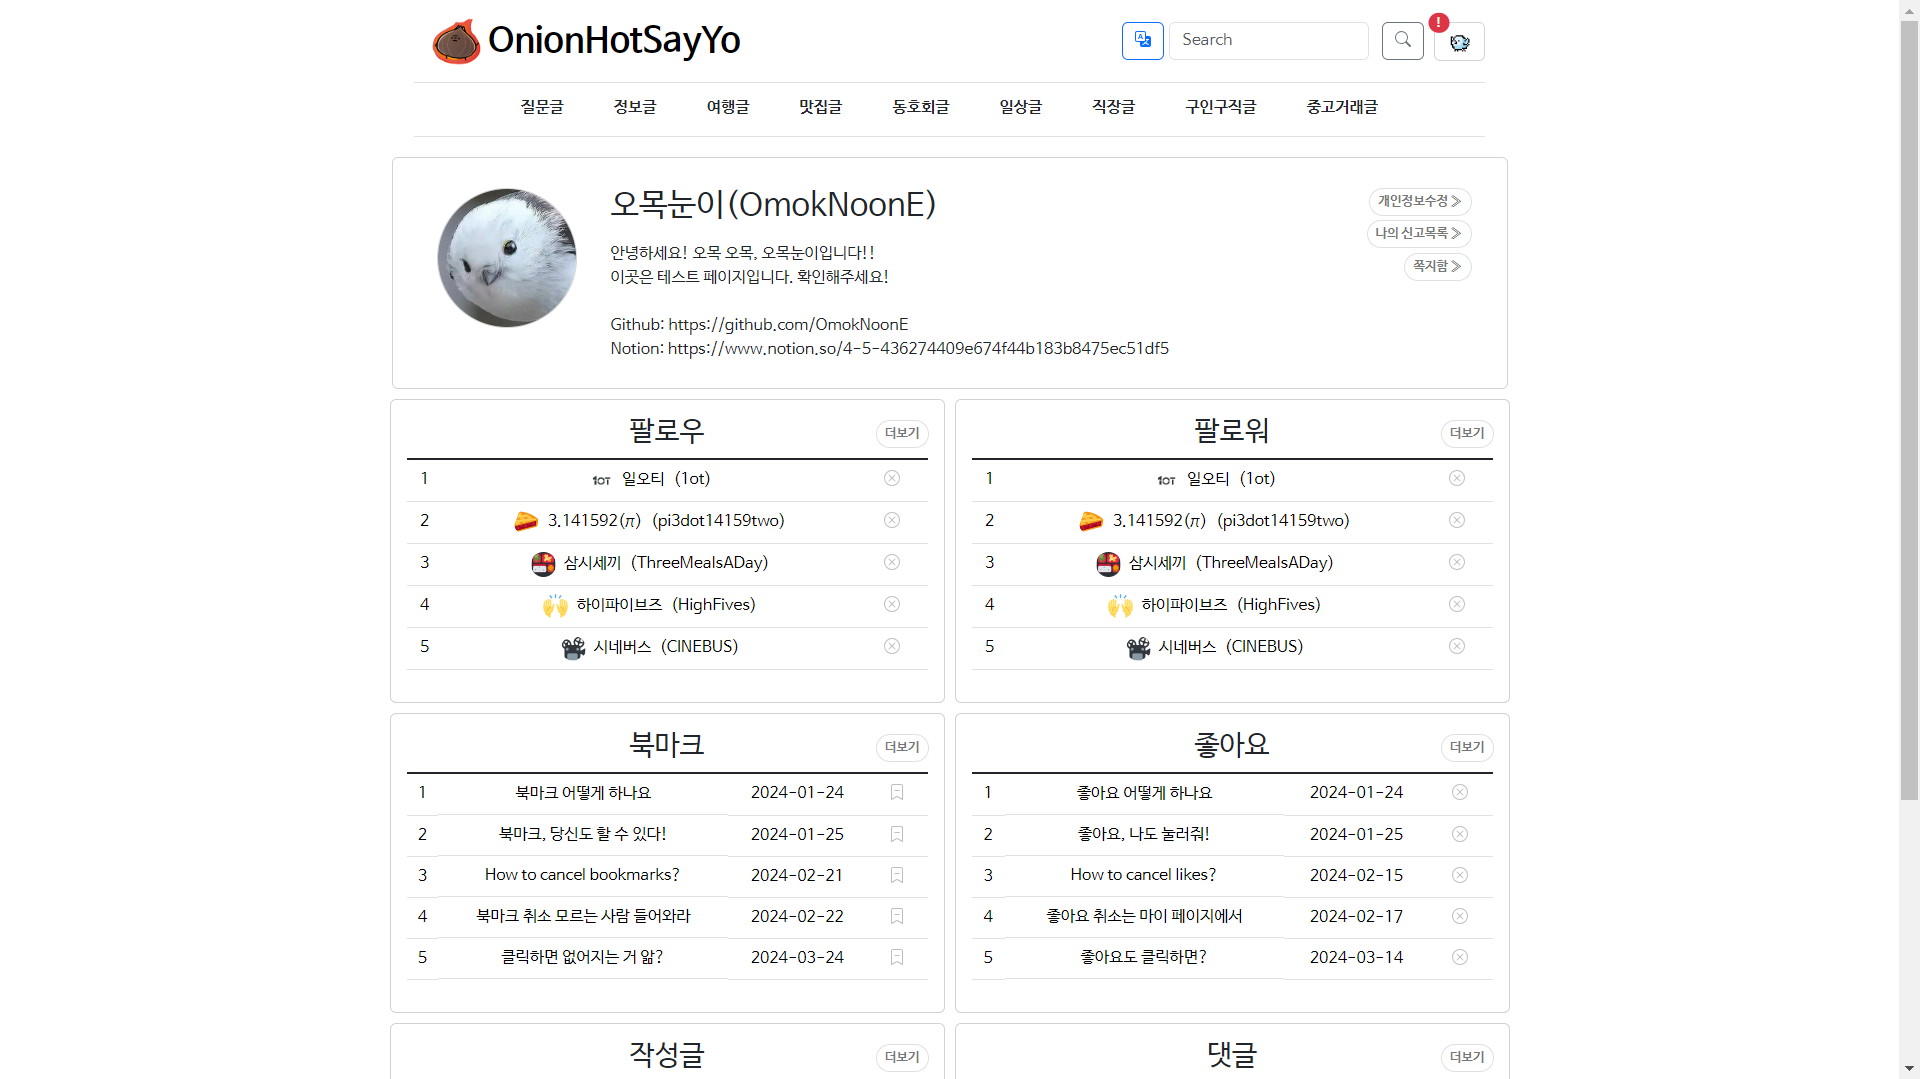 OnionHotSayYo
Search
!
질문글 정보글 여행글 맛집글 동호회글 일상글 직장글 구인구직글 중고거래글
오목눈이(OmokNoonE)
개인정보수정 ≫
나의 신고목록 ≫
쪽지함 ≫
안녕하세요! 오목 오목, 오목눈이입니다!!
이곳은 테스트 페이지입니다. 확인해주세요!
Github: https://github.com/OmokNoonE
Notion: https://www.notion.so/4-5-436274409e674f44b183b8475ec51df5
팔로우 더보기
1 1OT 일오티 (1ot)
2 3.141592(π) (pi3dot14159two)
3 삼시세끼 (ThreeMealsADay)
4 하이파이브즈 (HighFives)
5 시네버스 (CINEBUS)
팔로워 더보기
1 1OT 일오티 (1ot)
2 3.141592(π) (pi3dot14159two)
3 삼시세끼 (ThreeMealsADay)
4 하이파이브즈 (HighFives)
5 시네버스 (CINEBUS)
북마크 더보기
1 북마크 어떻게 하나요 2024-01-24
2 북마크, 당신도 할 수 있다! 2024-01-25
3 How to cancel bookmarks? 2024-02-21
4 북마크 취소 모르는 사람 들어와라 2024-02-22
5 클릭하면 없어지는 거 앎? 2024-03-24
좋아요 더보기
1 좋아요 어떻게 하나요 2024-01-24
2 좋아요, 나도 눌러줘! 2024-01-25
3 How to cancel likes? 2024-02-15
4 좋아요 취소는 마이 페이지에서 2024-02-17
5 좋아요도 클릭하면? 2024-03-14
작성글 더보기
댓글 더보기